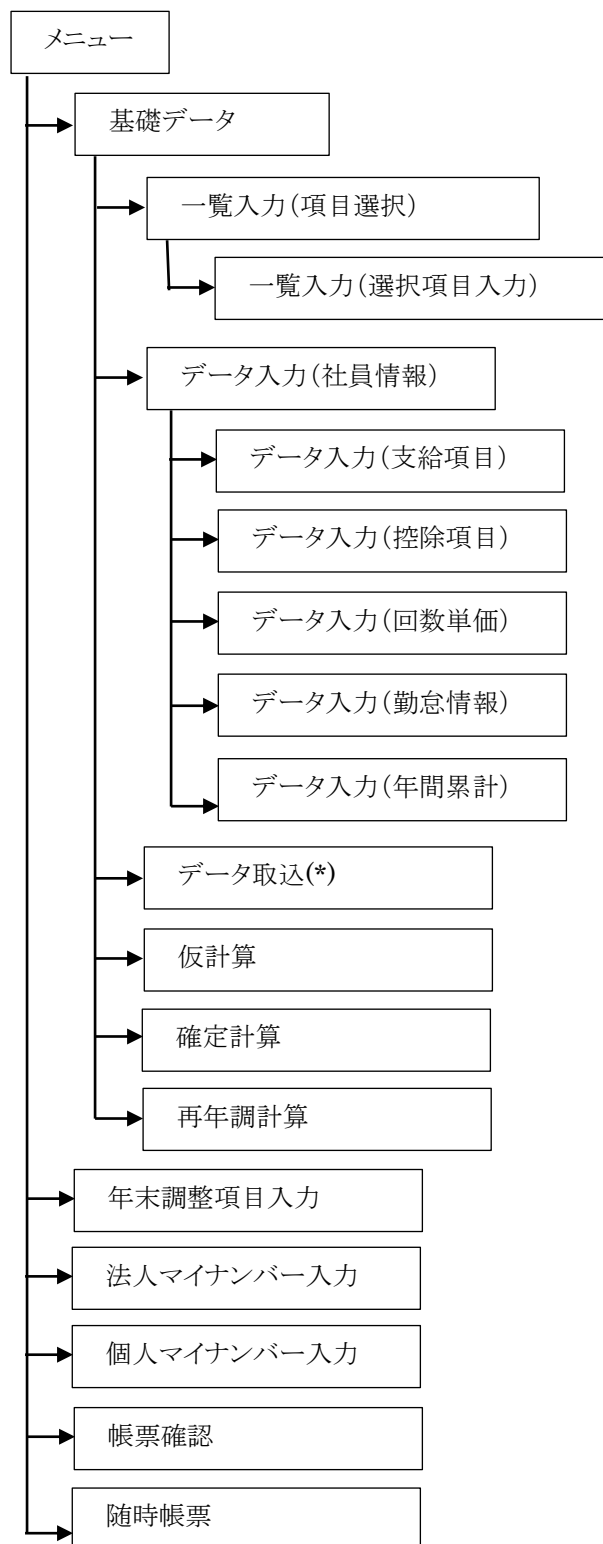 メニュー
基礎データ
一覧入力(項目選択)
一覧入力(選択項目入力)
データ入力(社員情報)
データ入力(支給項目)
データ入力(控除項目)
データ入力(回数単価)
データ入力(勤怠情報)
データ入力(年間累計)
データ取込(*)
仮計算
確定計算
再年調計算
年末調整項目入力
法人マイナンバー入力
個人マイナンバー入力
帳票確認
随時帳票